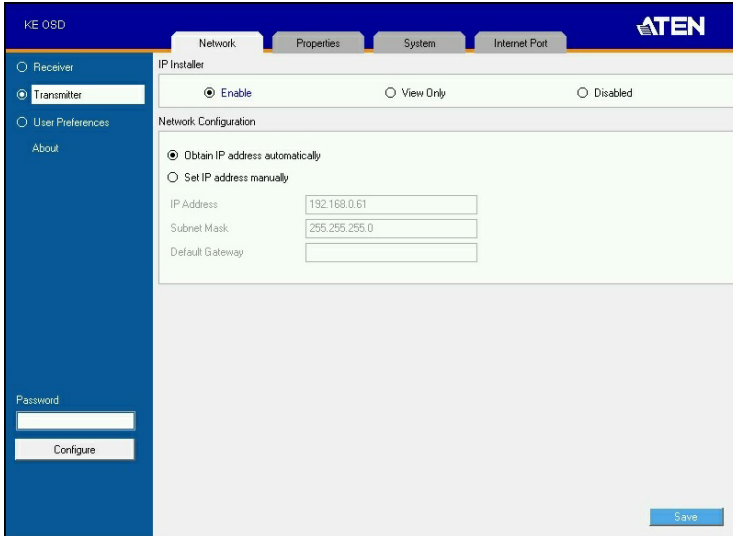 KE OSD
ATEN
Network Properties System Internet Port
Receiver
Transmitter
User Preferences
About
IP Installer
Enable View Only Disabled
Network Configuration
Obtain IP address automatically
Set IP address manually
IP Address 192.168.0.61
Subnet Mask 255.255.255.0
Default Gateway
Password
Configure
Save